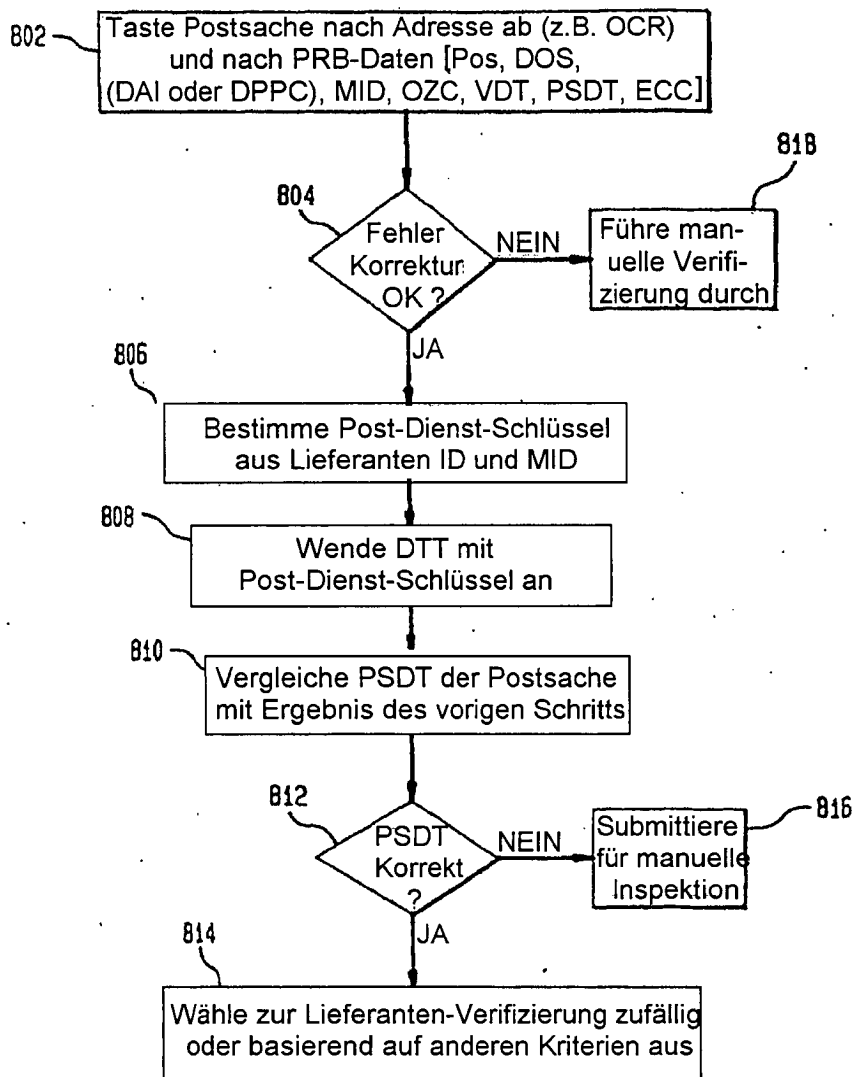 802
Taste Postsache nach Adresse ab (z.B. OCR)
und nach PRB-Daten [Pos, DOS,
(DAI oder DPPC), MID, OZC, VDT, PSDT, ECC]
804
Fehler
Korrektur
OK ?
NEIN
818
Führe man-
uelle Verifi-
zierung durch
JA
806
Bestimme Post-Dienst-Schlüssel
aus Lieferanten ID und MID
808
Wende DTT mit
Post-Dienst-Schlüssel an
810
Vergleiche PSDT der Postsache
mit Ergebnis des vorigen Schritts
812
PSDT
Korrekt
?
NEIN
816
Submittiere
für manuelle
Inspektion
JA
814
Wähle zur Lieferanten-Verifizierung zufällig
oder basierend auf anderen Kriterien aus